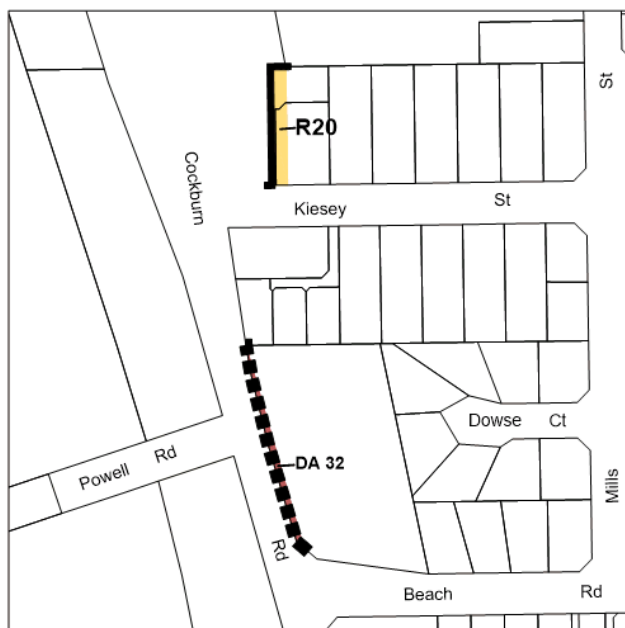 St
R20
Cockburn
St
Kiesey
Dowse Ct
Powell Rd
DA 32
Mills
Rd
Beach Rd